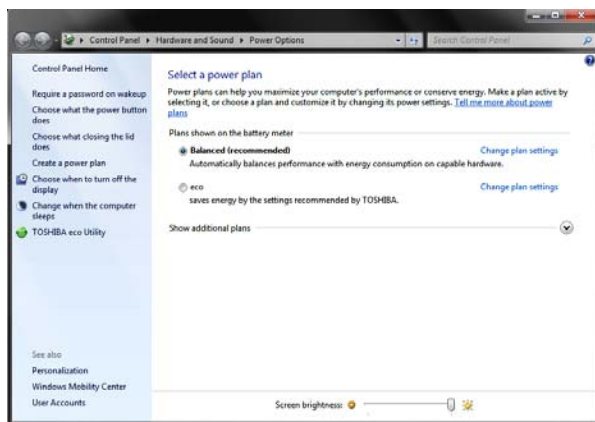 Control Panel ▸ Hardware and Sound ▸ Power Options
Search Control Panel
Control Panel Home
Require a password on wakeup
Choose what the power button
does
Choose what closing the lid
does
Create a power plan
Choose when to turn off the
display
Change when the computer
sleeps
TOSHIBA eco Utility
See also
Personalization
Windows Mobility Center
User Accounts
Select a power plan
Power plans can help you maximize your computer's performance or conserve energy. Make a plan active by
selecting it, or choose a plan and customize it by changing its power settings. Tell me more about power
plans
Plans shown on the battery meter
Balanced (recommended) Change plan settings
Automatically balances performance with energy consumption on capable hardware.
eco Change plan settings
saves energy by the settings recommended by TOSHIBA.
Show additional plans
Screen brightness: